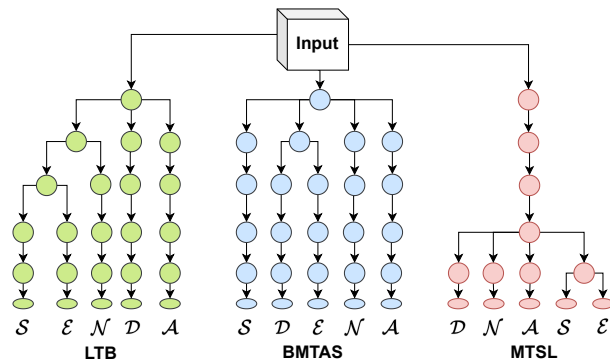 Input
S E N D A S D E N A D N A S E
LTB BMTAS MTSL